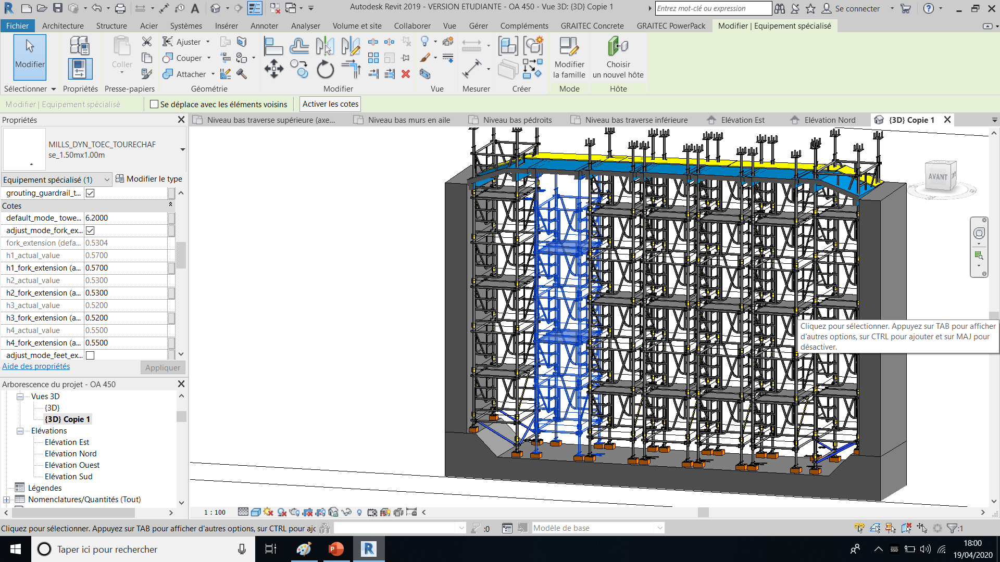 Autodesk Revit 2019 - VERSION ETUDIANTE - OA 450 - Vue 3D: {3D} Copie 1
Entrez mot-clé ou expression
Se connecter
Fichier Architecture Structure Acier Systèmes Insérer Annoter Analyser Volume et site Collaborer Vue Gérer Compléments GRAITEC Concrete GRAITEC PowerPack Modifier | Equipement spécialisé
Modifier
Coller
Ajuster
Couper
Attacher
Modifier
la famille
Choisir
un nouvel hôte
Sélectionner Propriétés Presse-papiers Géométrie Modifier Vue Mesurer Créer Mode Hôte
Modifier | Equipement spécialisé
Se déplace avec les éléments voisins
Activer les cotes
Propriétés
Niveau bas traverse supérieure (axe...
Niveau bas murs en aile
Niveau bas pédroits
Niveau bas traverse inférieure
Elévation Est
Elévation Nord
{3D} Copie 1
MILLS_DYN_TOEC_TOURECHAF
se_1.50mx1.00m
Equipement spécialisé (1)
Modifier le type
grouting_guardrail_t...
Cotes
default_mode_ towe... 6.2000
adjust_mode_fork_ex...
fork_extension (defa... 0.5304
h1_actual_value 0.5700
h1_fork_extension (a... 0.5700
h2_actual_value 0.5300
h2_fork_extension (a... 0.5300
h3_actual_value 0.5200
h3_fork_extension (a... 0.5200
h4_actual_value 0.5500
h4_fork_extension (a... 0.5500
adjust_mode_feet_ex...
Aide des propriétés
Appliquer
AVANT
Cliquez pour sélectionner. Appuyez sur TAB pour afficher
d'autres options, sur CTRL pour ajouter et sur MAJ pour
désactiver.
Arborescence du projet - OA 450
Vues 3D
{3D}
{3D} Copie 1
Elévations
Elévation Est
Elévation Nord
Elévation Ouest
Elévation Sud
Légendes
Nomenclatures/Quantités (Tout)
1 : 100
Cliquez pour sélectionner. Appuyez sur TAB pour afficher d'autres options, sur CTRL pour ajo
:0
Modèle de base
:1
Taper ici pour rechercher
SSD
18:00
19/04/2020